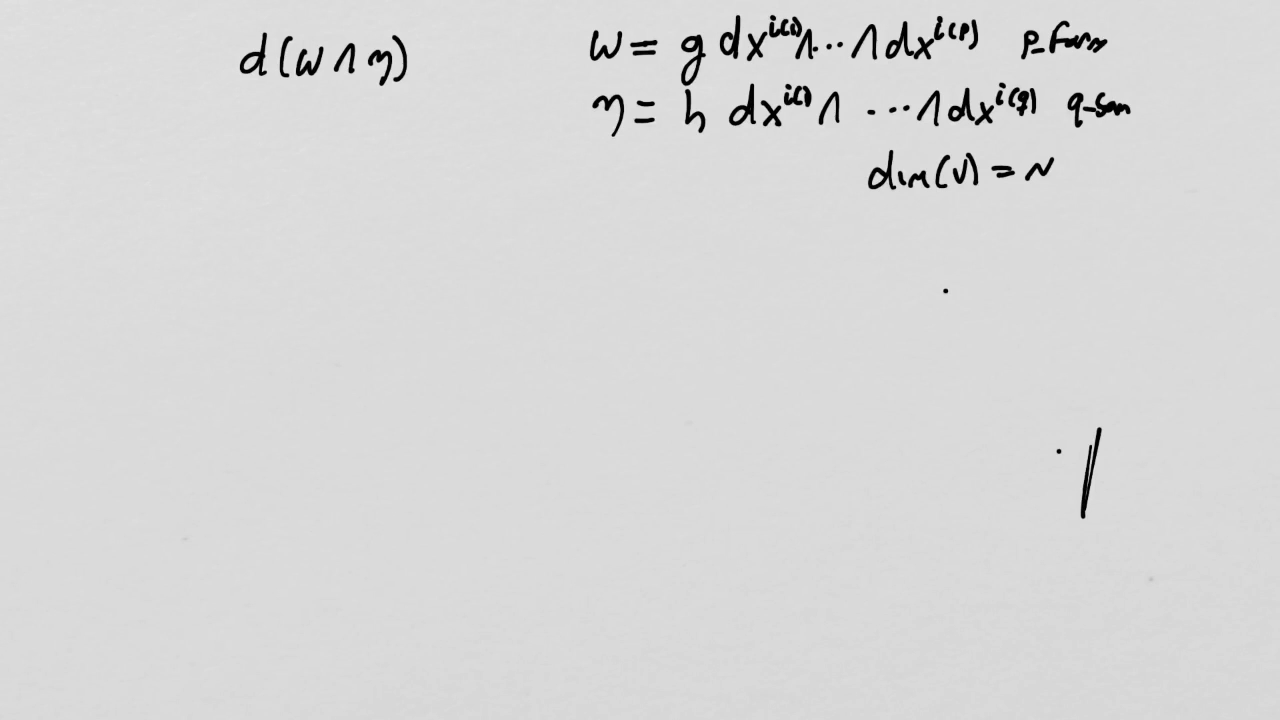 d(ω∧η)
ω = g dx^{i(1)}∧···∧dx^{i(p)} p-form
η = h dx^{i(1)}∧ ···∧dx^{i(q)} q-form
dim(V) = N